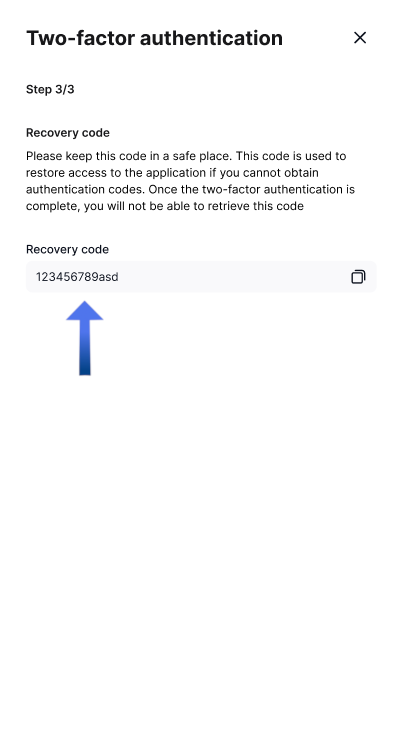 Two-factor authentication
Step 3/3
Recovery code
Please keep this code in a safe place. This code is used to
restore access to the application if you cannot obtain
authentication codes. Once the two-factor authentication is
complete, you will not be able to retrieve this code
Recovery code
123456789asd